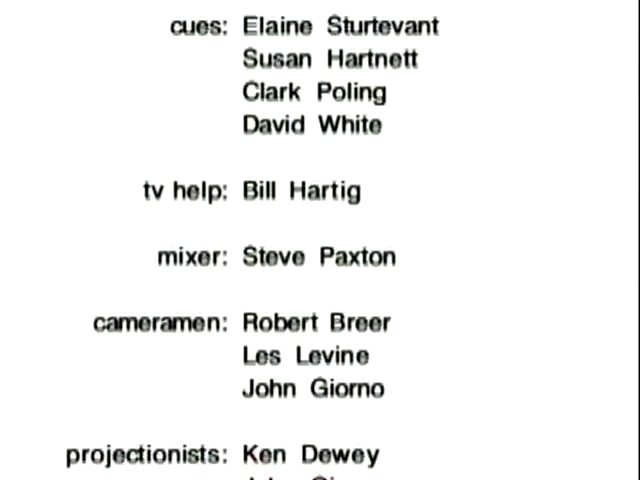 cues: Elaine Sturtevant
Susan Hartnett
Clark Poling
David White
tv help: Bill Hartig
mixer: Steve Paxton
cameramen: Robert Breer
Les Levine
John Giorno
projectionists: Ken Dewey